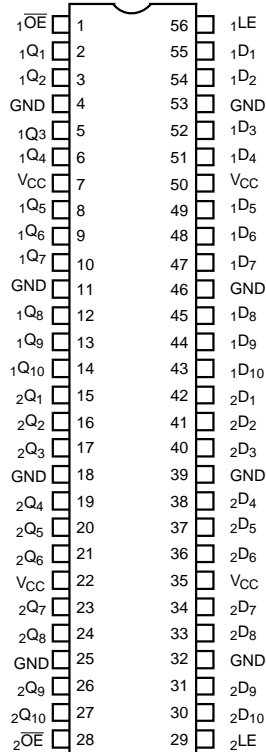 1OE 1 56 1LE
1Q1 2 55 1D1
1Q2 3 54 1D2
GND 4 53 GND
1Q3 5 52 1D3
1Q4 6 51 1D4
VCC 7 50 VCC
1Q5 8 49 1D5
1Q6 9 48 1D6
1Q7 10 47 1D7
GND 11 46 GND
1Q8 12 45 1D8
1Q9 13 44 1D9
1Q10 14 43 1D10
2Q1 15 42 2D1
2Q2 16 41 2D2
2Q3 17 40 2D3
GND 18 39 GND
2Q4 19 38 2D4
2Q5 20 37 2D5
2Q6 21 36 2D6
VCC 22 35 VCC
2Q7 23 34 2D7
2Q8 24 33 2D8
GND 25 32 GND
2Q9 26 31 2D9
2Q10 27 30 2D10
2OE 28 29 2LE